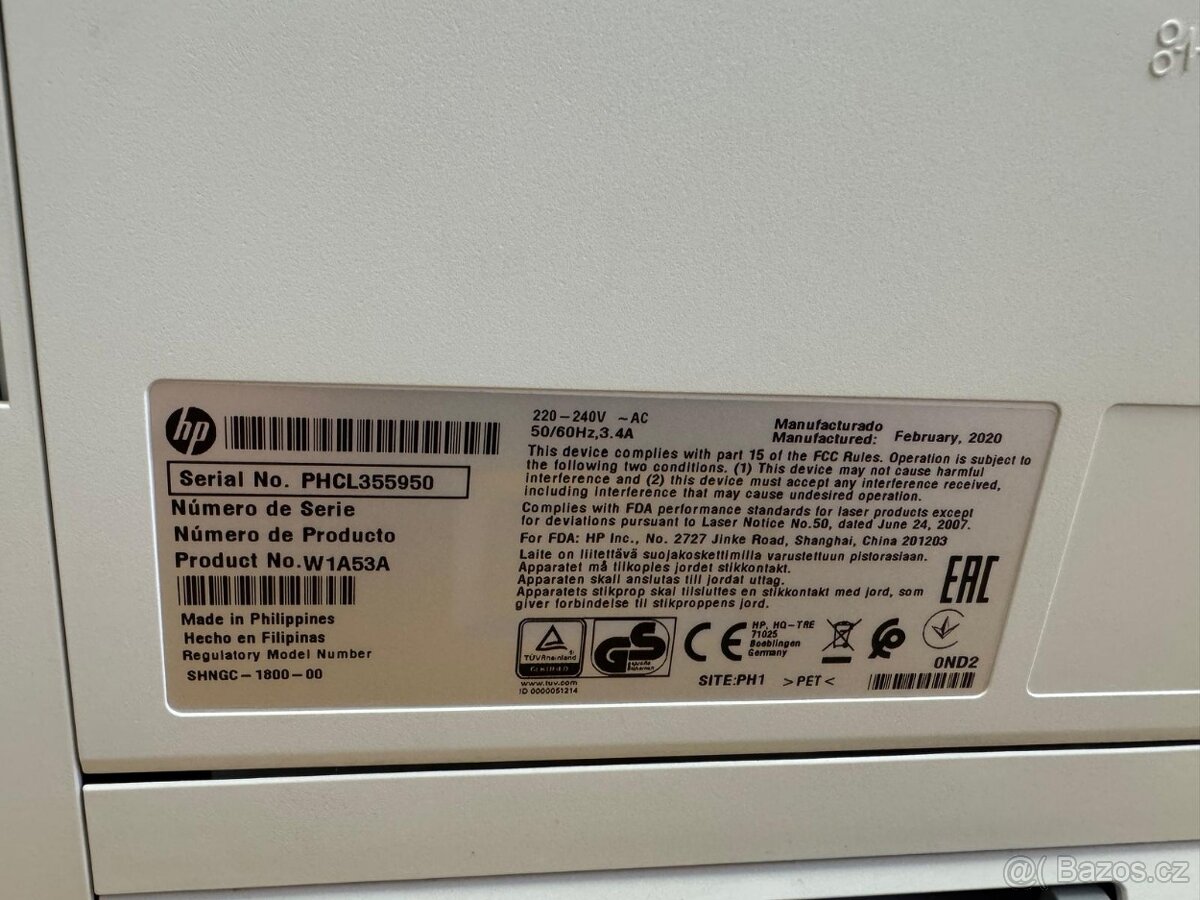 hp
Serial No. PHCL355950
Número de Serie
Número de Producto
Product No.W1A53A
Made in Philippines
Hecho en Filipinas
Regulatory Model Number
SHNGC-1800-00
220-240V ~AC
50/60Hz,3.4A
Manufacturado
Manufactured: February, 2020
This device complies with part 15 of the FCC Rules. Operation is subject to
the following two conditions. (1) This device may not cause harmful
interference and (2) this device must accept any interference received,
including interference that may cause undesired operation.
Complies with FDA performance standards for laser products except
for deviations pursuant to Laser Notice No.50, dated June 24, 2007.
For FDA: HP Inc., No. 2727 Jinke Road, Shanghai, China 201203
Laite on liitettävä suojakoskettimilla varustettuun pistorasiaan.
Apparatet må tilkoples jordet stikkontakt.
Apparaten skall anslutas till jordat uttag.
Apparatets stikprop skal tilsluttes en stikkontakt med jord, som
giver forbindelse til stikproppens jord.
EAC
TÜVRheinland
CERTIFIED
www.tuv.com
ID 0000051214
GS
geprüfte
Sicherheit
CE
HP, HQ-TRE
71025
Boeblingen
Germany
SITE:PH1 >PET<
0ND2
@( Bazos.cz